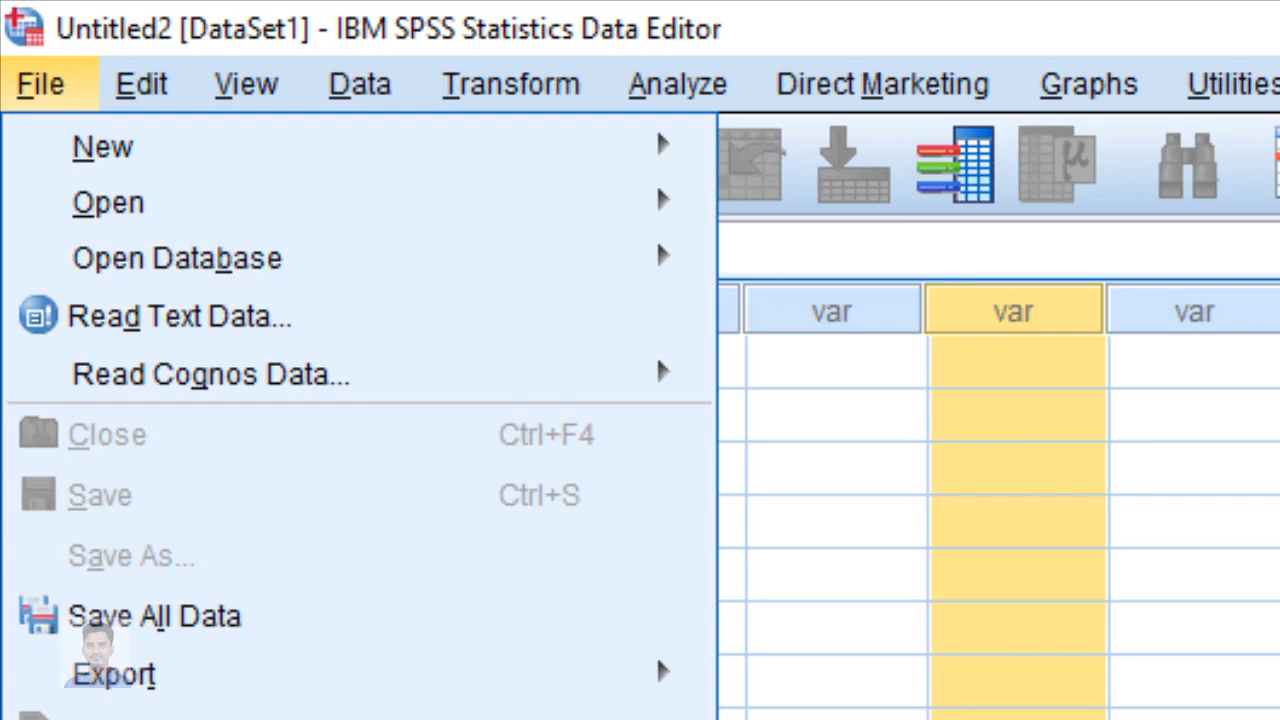 Untitled2 [DataSet1] - IBM SPSS Statistics Data Editor
File Edit View Data Transform Analyze Direct Marketing Graphs Utilities
New
Open
Open Database
Read Text Data...
Read Cognos Data...
Close Ctrl+F4
Save Ctrl+S
Save As...
Save All Data
Export
var var var